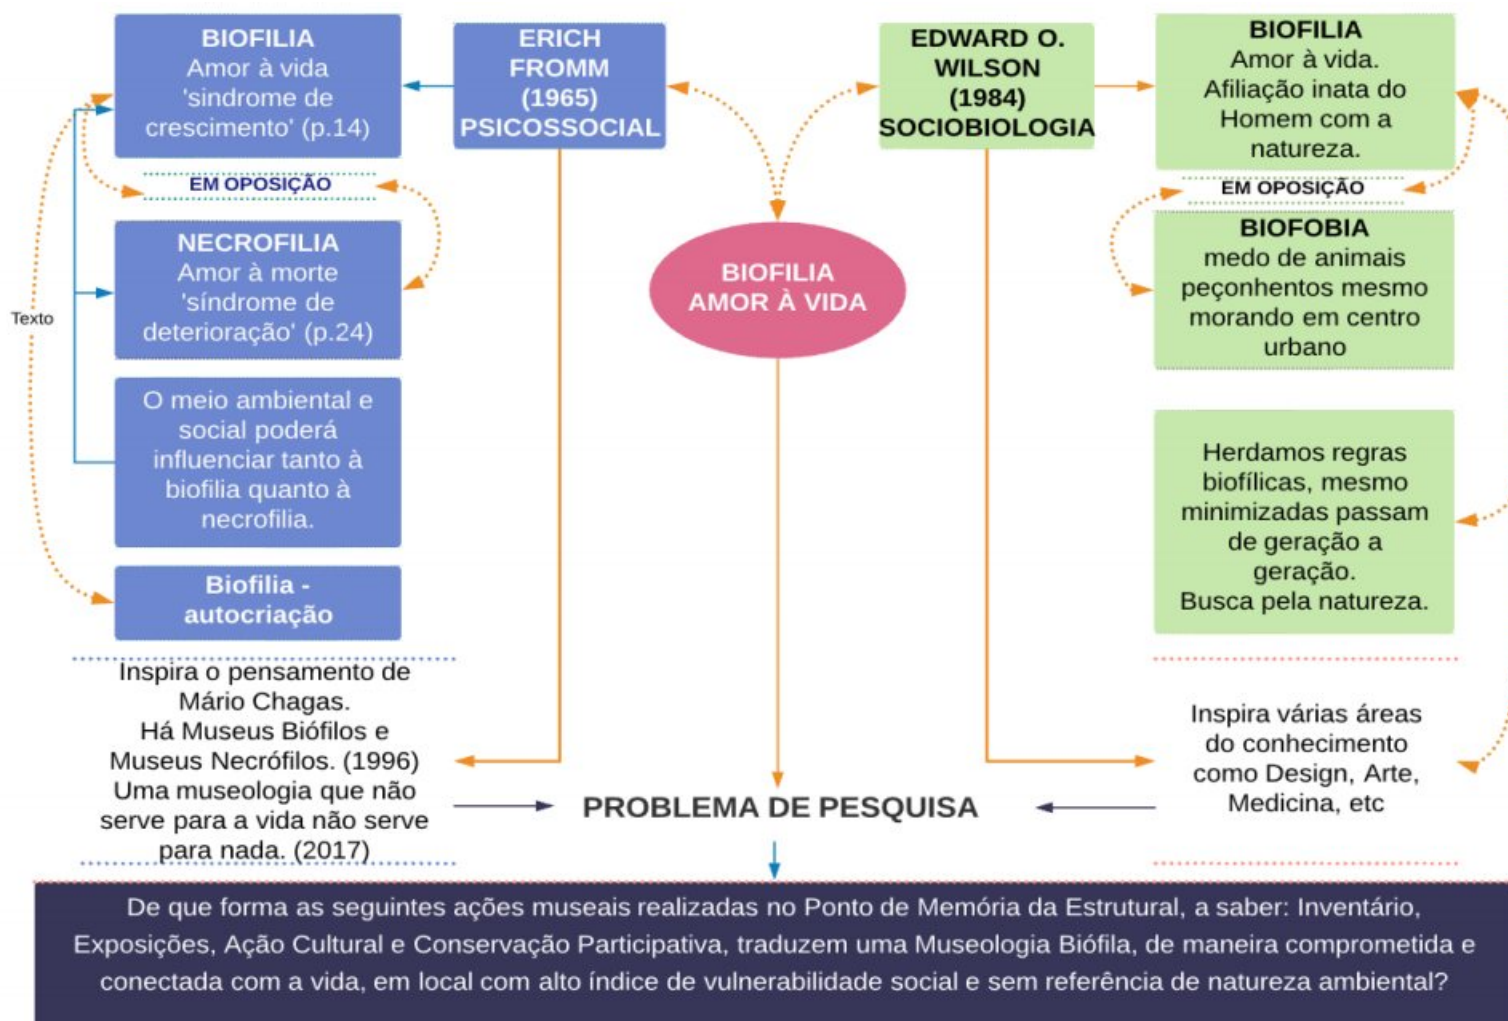 BIOFILIA
Amor à vida
'sindrome de
crescimento' (p.14)
ERICH
FROMM
(1965)
PSICOSSOCIAL
EDWARD O.
WILSON
(1984)
SOCIOBIOLOGIA
BIOFILIA
Amor à vida.
Afiliação inata do
Homem com a
natureza.
EM OPOSIÇÃO
EM OPOSIÇÃO
NECROFILIA
Amor à morte
'síndrome de
deterioração' (p.24)
BIOFILIA
AMOR À VIDA
BIOFOBIA
medo de animais
peçonhentos mesmo
morando em centro
urbano
Texto
O meio ambiental e
social poderá
influenciar tanto à
biofilia quanto à
necrofilia.
Herdamos regras
biofílicas, mesmo
minimizadas passam
de geração a
geração.
Busca pela natureza.
Biofilia -
autocriação
Inspira o pensamento de
Mário Chagas.
Há Museus Biófilos e
Museus Necrófilos. (1996)
Uma museologia que não
serve para a vida não serve
para nada. (2017)
Inspira várias áreas
do conhecimento
como Design, Arte,
Medicina, etc
PROBLEMA DE PESQUISA
De que forma as seguintes ações museais realizadas no Ponto de Memória da Estrutural, a saber: Inventário,
Exposições, Ação Cultural e Conservação Participativa, traduzem uma Museologia Biófila, de maneira comprometida e
conectada com a vida, em local com alto índice de vulnerabilidade social e sem referência de natureza ambiental?